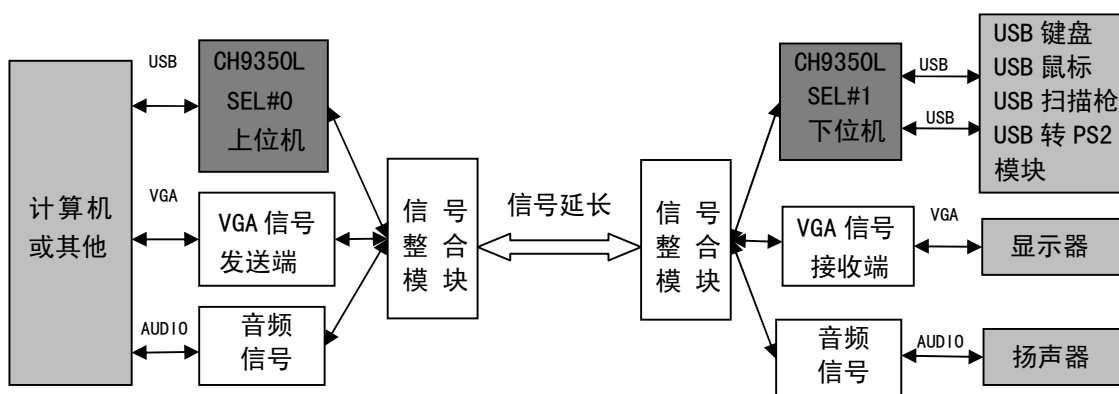 计算机
或其他
USB
CH9350L
SEL#0
上位机
VGA
VGA 信号
发送端
AUDIO
音频
信号
信 号
整 合
模 块
信号延长
信 号
整 合
模 块
CH9350L
SEL#1
下位机
USB
USB
USB 键盘
USB 鼠标
USB 扫描枪
USB 转 PS2
模块
VGA 信号
接收端
VGA
显示器
音频
信号
AUDIO
扬声器